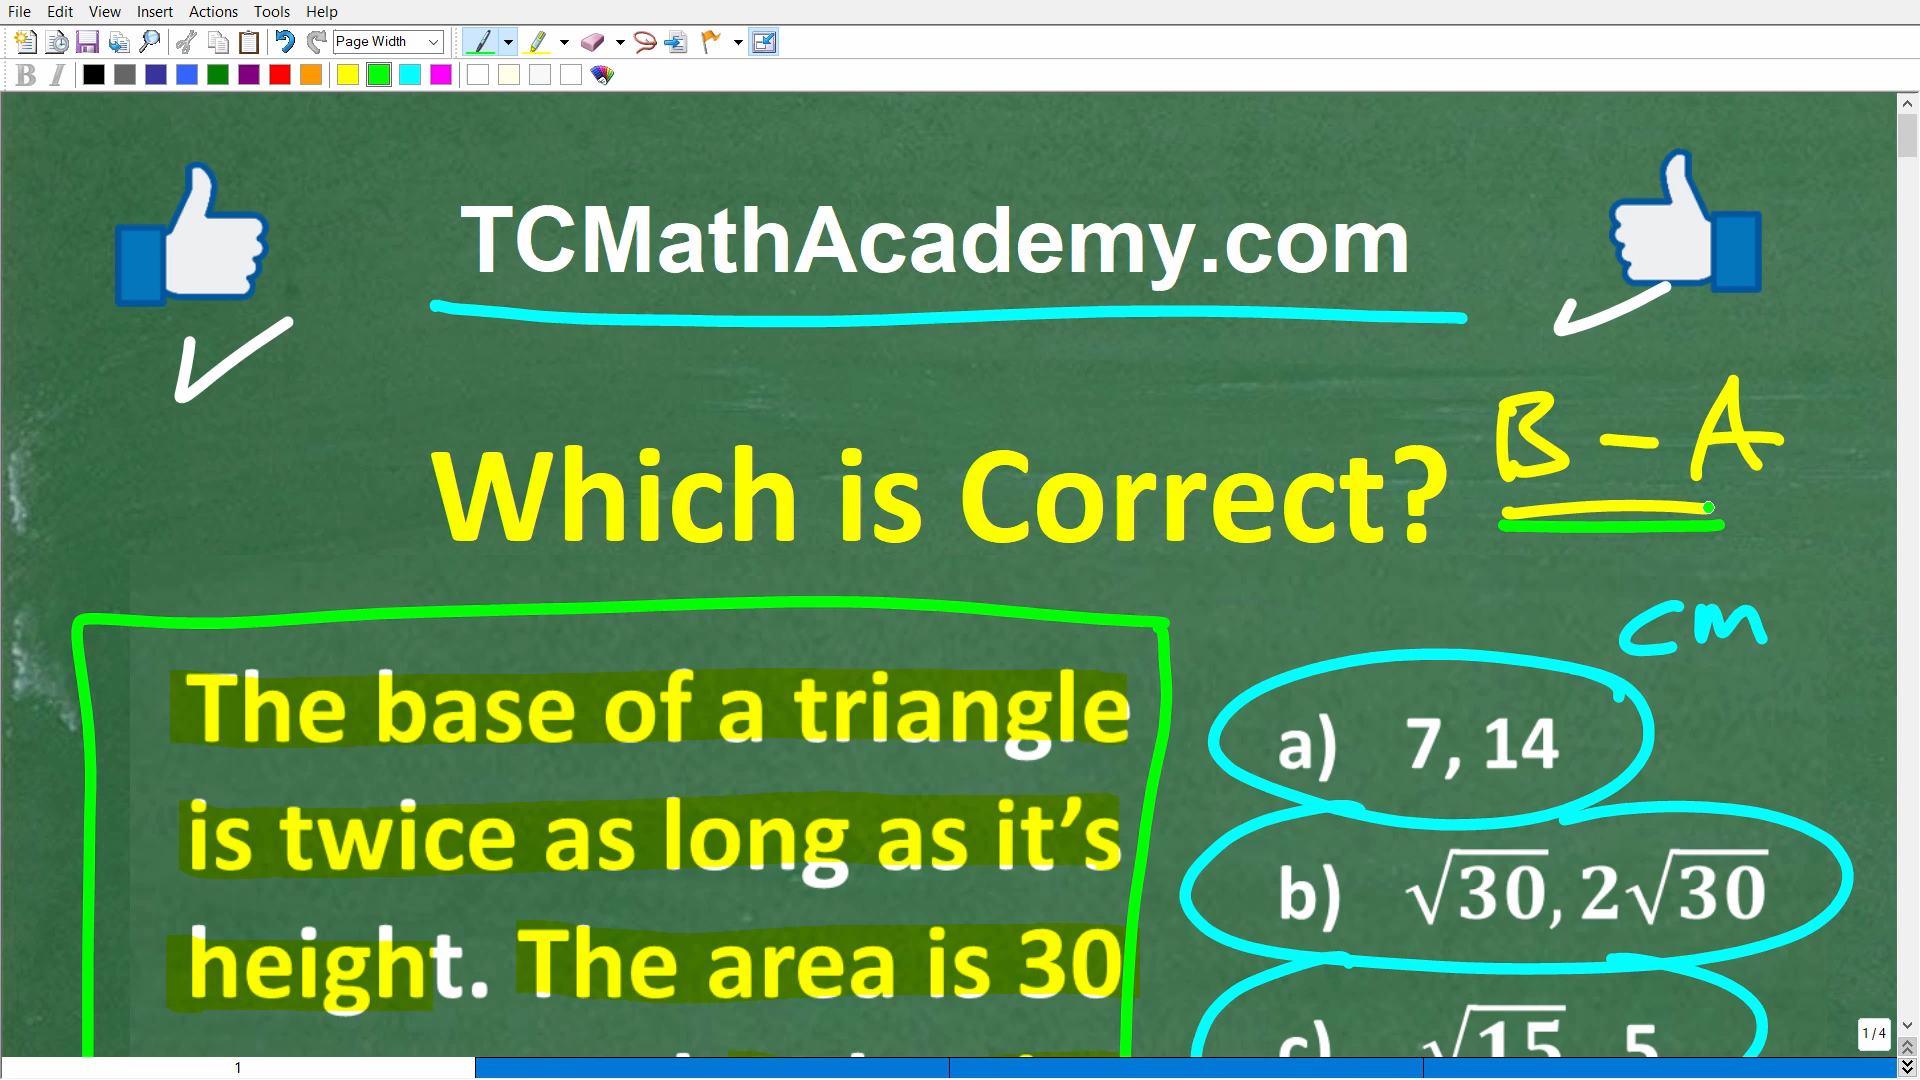 File Edit View Insert Actions Tools Help
Page Width
B I
TCMathAcademy.com
Which is Correct? B - A
cm
The base of a triangle
is twice as long as it's
height. The area is 30
a) 7, 14
b) √30, 2√30
c) √15 5
1 / 4
1